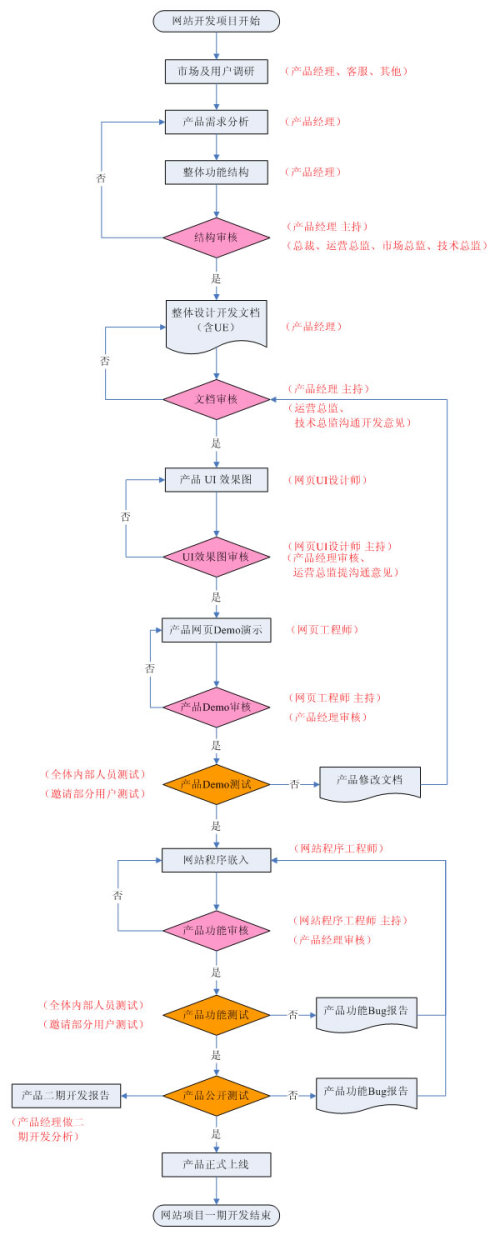 网站开发项目开始
市场及用户调研
(产品经理、客服、其他)
产品需求分析
(产品经理)
整体功能结构
(产品经理)
否
结构审核
(产品经理 主持)
(总裁、运营总监、市场总监、技术总监)
是
整体设计开发文档
(含UE)
(产品经理)
否
文档审核
(产品经理 主持)
(运营总监、
技术总监沟通开发意见)
是
产品 UI 效果图
(网页UI设计师)
否
UI效果图审核
(网页UI设计师 主持)
(产品经理审核、
运营总监提沟通意见)
是
产品网页Demo演示
(网页工程师)
否
产品Demo审核
(网页工程师 主持)
(产品经理审核)
是
(全体内部人员测试)
(邀请部分用户测试)
产品Demo测试
否
产品修改文档
是
网站程序嵌入
(网站程序工程师)
否
产品功能审核
(网站程序工程师 主持)
(产品经理审核)
是
(全体内部人员测试)
(邀请部分用户测试)
产品功能测试
否
产品功能Bug报告
是
产品二期开发报告
产品公开测试
否
产品功能Bug报告
(产品经理做二
期开发分析)
是
产品正式上线
网站项目一期开发结束